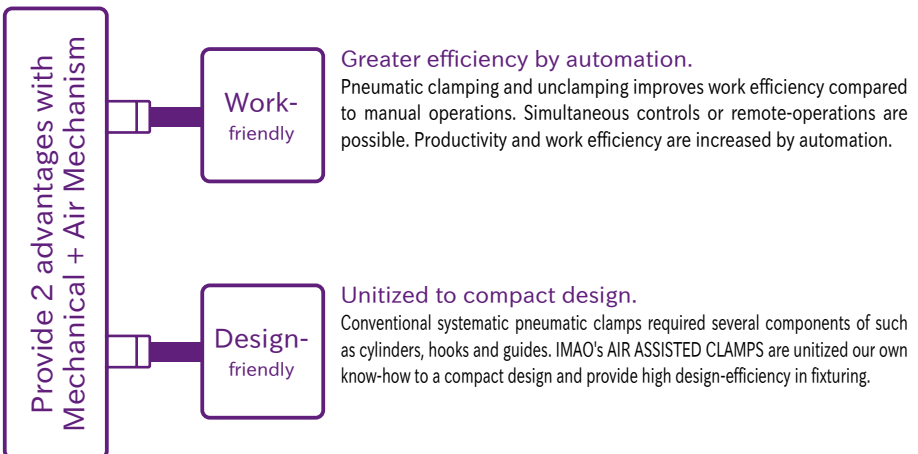 Provide 2 advantages with
Mechanical + Air Mechanism
Work-
friendly
Greater efficiency by automation.
Pneumatic clamping and unclamping improves work efficiency compared
to manual operations. Simultaneous controls or remote-operations are
possible. Productivity and work efficiency are increased by automation.
Design-
friendly
Unitized to compact design.
Conventional systematic pneumatic clamps required several components of such
as cylinders, hooks and guides. IMAO's AIR ASSISTED CLAMPS are unitized our own
know-how to a compact design and provide high design-efficiency in fixturing.